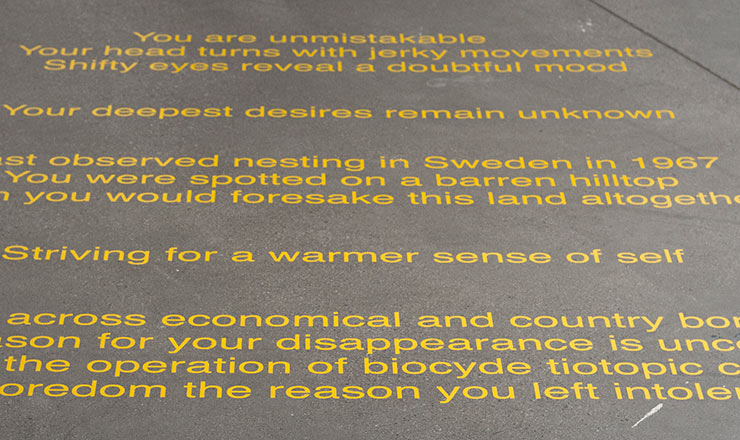 You are unmistakable
Your head turns with jerky movements
Shifty eyes reveal a doubtful mood
Your deepest desires remain unknown
ast observed nesting in Sweden in 1967
You were spotted on a barren hilltop
n you would foresake this land altogethe
Striving for a warmer sense of self
across economical and country bor
ason for your disappearance is unc
the operation of biocyde tiotopic c
oredom the reason you left intoler